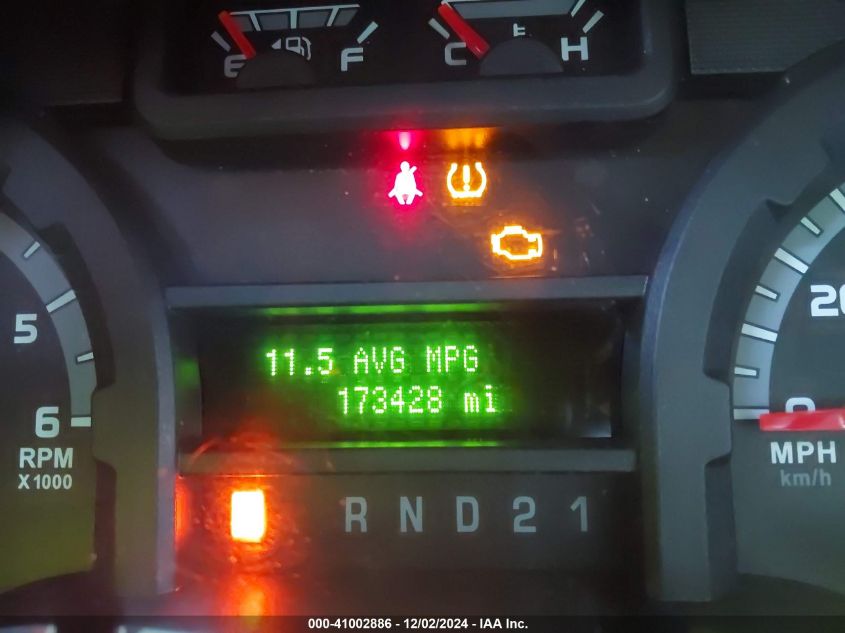 E F C H
11.5 AVG MPG
173428 mi
5
6
RPM
X1000
20
0
MPH
km/h
R N D 2 1
000-41002886 - 12/02/2024 - IAA Inc.